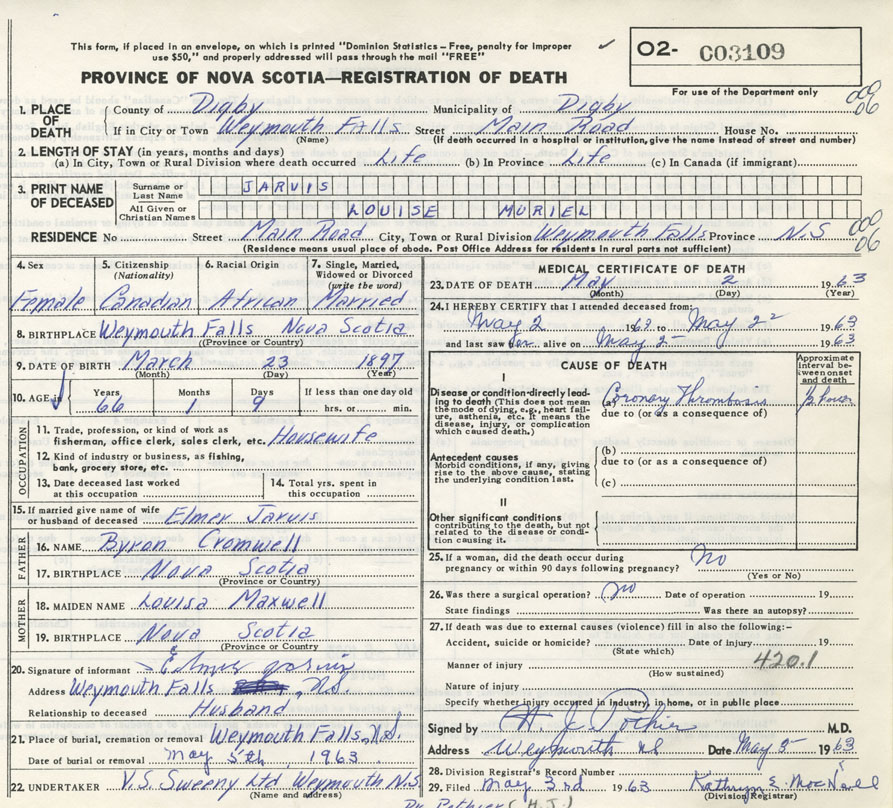 This form, if placed in an envelope, on which is printed "Dominion Statistics – Free, penalty for improper
use $50," and properly addressed will pass through the mail "FREE"
O2- C03109
PROVINCE OF NOVA SCOTIA—REGISTRATION OF DEATH
For use of the Department only
000
06
1. PLACE OF DEATH
County of Digby Municipality of Digby
If in City or Town Weymouth Falls Street Main Road House No.
(Name) (If death occurred in a hospital or institution, give the name instead of street and number)
2. LENGTH OF STAY (in years, months and days)
(a) In City, Town or Rural Division where death occurred Life (b) In Province Life (c) In Canada (if immigrant)
3. PRINT NAME OF DECEASED
Surname or Last Name JARVIS
All Given or Christian Names LOUISE MURIEL
000
06
RESIDENCE No Street Main Road City, Town or Rural Division Weymouth Falls Province N.S
(Residence means usual place of abode. Post Office Address for residents in rural parts not sufficient)
4. Sex
Female
5. Citizenship
(Nationality)
Canadian
6. Racial Origin
African
7. Single, Married,
Widowed or Divorced
(write the word)
Married
8. BIRTHPLACE Weymouth Falls Nova Scotia
(Province or Country)
9. DATE OF BIRTH March 23 1897
(Month) (Day) (Year)
10. AGE is
Years Months Days If less than one day old
66 1 9 hrs. or min.
OCCUPATION
11. Trade, profession, or kind of work as
fisherman, office clerk, sales clerk, etc. Housewife
12. Kind of industry or business, as fishing,
bank, grocery store, etc.
13. Date deceased last worked
at this occupation
14. Total yrs. spent in
this occupation
15. If married give name of wife
or husband of deceased Elmer Jarvis
FATHER
16. NAME Byron Cromwell
17. BIRTHPLACE Nova Scotia
(Province or Country)
MOTHER
18. MAIDEN NAME Louisa Maxwell
19. BIRTHPLACE Nova Scotia
(Province or Country
20. Signature of informant Elmer Jarvis
Address Weymouth Falls N.S.
Relationship to deceased Husband
21. Place of burial, cremation or removal Weymouth Falls, N.S.
Date of burial or removal May 5th, 1963
22. UNDERTAKER V.S. Sweeny Ltd Weymouth N.S.
(Name and address)
MEDICAL CERTIFICATE OF DEATH
23. DATE OF DEATH May 2 1963
(Month) (Day) (Year)
24. I HEREBY CERTIFY that I attended deceased from:
May 2 1963 to May 2 1963
and last saw her alive on May 2 1963
CAUSE OF DEATH
Approximate
interval be-
tween onset
and death
I
Disease or condition directly lead-
ing to death (This does not mean
the mode of dying, e.g., heart fail-
ure, asthenia, etc. It means the
disease, injury, or complication
which caused death.)
(a) Coronary Thrombosis
due to (or as a consequence of)
Antecedent causes
Morbid conditions, if any, giving
rise to the above cause, stating
the underlying condition last.
(b)
due to (or as a consequence of)
(c)
II
Other significant conditions
contributing to the death, but not
related to the disease or condi-
tion causing it.
25. If a woman, did the death occur during
pregnancy or within 90 days following pregnancy? No
(Yes or No)
26. Was there a surgical operation? no Date of operation 19
State findings Was there an autopsy?
27. If death was due to external causes (violence) fill in also the following:–
Accident, suicide or homicide? Date of injury 19
(State which)
Manner of injury 420.1
(How sustained)
Nature of injury
Specify whether injury occurred in industry, in home, or in public place
Signed by H. J. Pothier M.D.
Address Weymouth NS Date May 3 1963
28. Division Registrar's Record Number
29. Filed May 3rd 1963 Kathryn E. MacNeill
(Division Registrar)
Dr Pothier (H.J.)